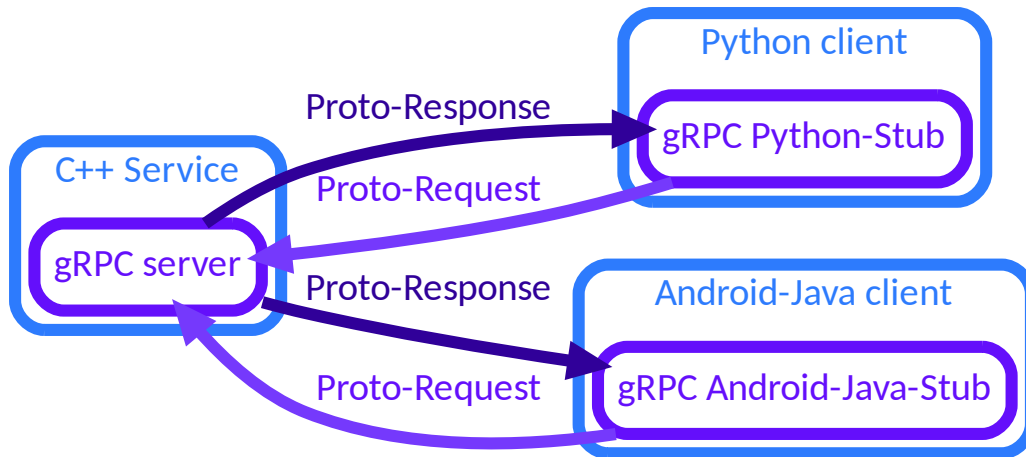 Python client
Proto-Response
gRPC Python-Stub
C++ Service
Proto-Request
gRPC server
Proto-Response
Android-Java client
Proto-Request
gRPC Android-Java-Stub